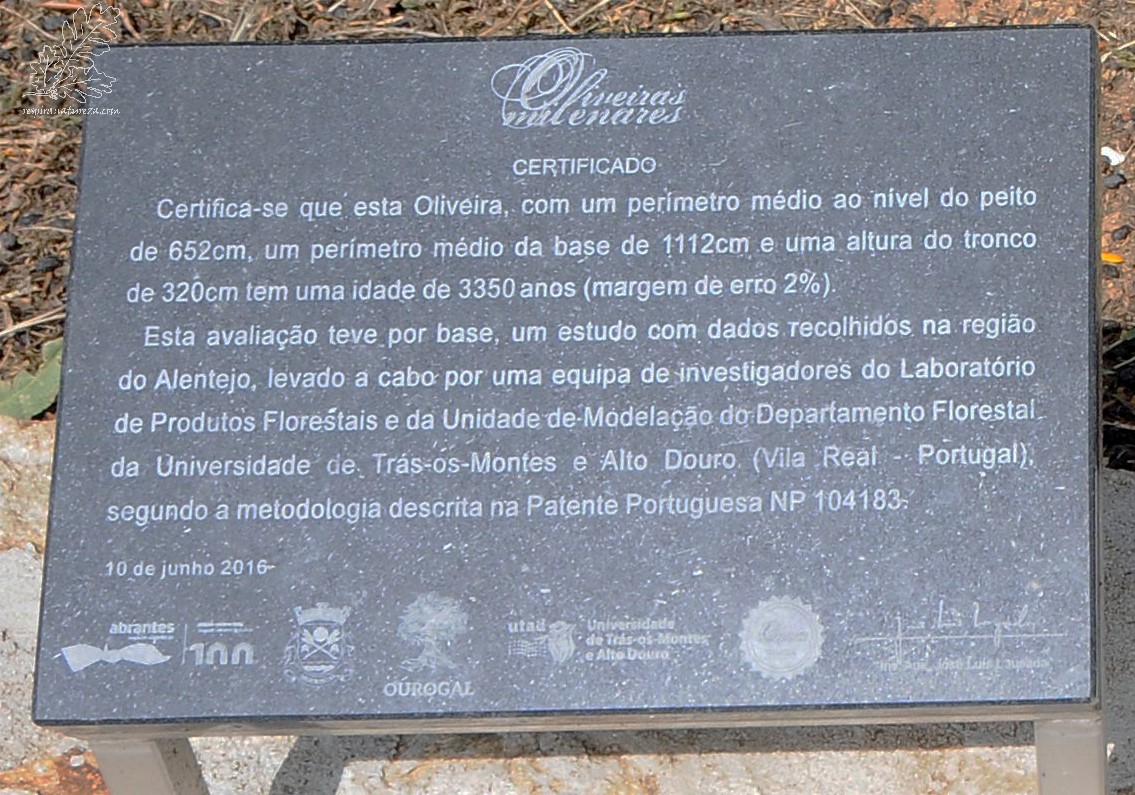 respiranatureza.com
Oliveiras
milenares
CERTIFICADO
Certifica-se que esta Oliveira, com um perímetro médio ao nível do peito
de 652cm, um perímetro médio da base de 1112cm e uma altura do tronco
de 320cm tem uma idade de 3350 anos (margem de erro 2%).
Esta avaliação teve por base, um estudo com dados recolhidos na região
do Alentejo, levado a cabo por uma equipa de investigadores do Laboratório
de Produtos Florestais e da Unidade de Modelação do Departamento Florestal
da Universidade de Trás-os-Montes e Alto Douro (Vila Real - Portugal),
segundo a metodologia descrita na Patente Portuguesa NP 104183.
10 de junho 2016
abrantes
100
OUROGAL
utad
Universidade
de Trás-os-Montes
e Alto Douro
José Luís Lousada